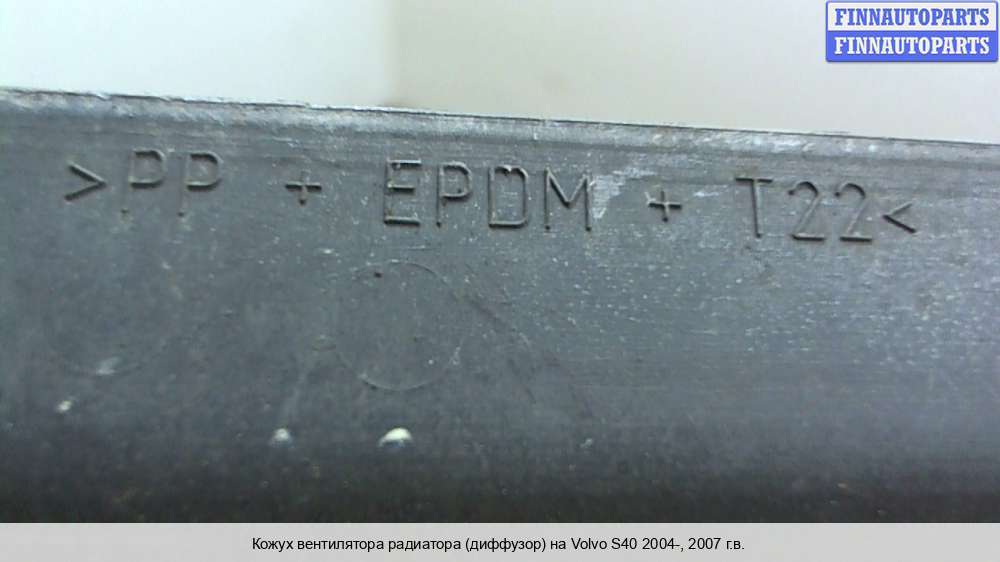 FINNAUTOPARTS
FINNAUTOPARTS
>PP + EPDM + T22<
Кожух вентилятора радиатора (диффузор) на Volvo S40 2004-, 2007 г.в.